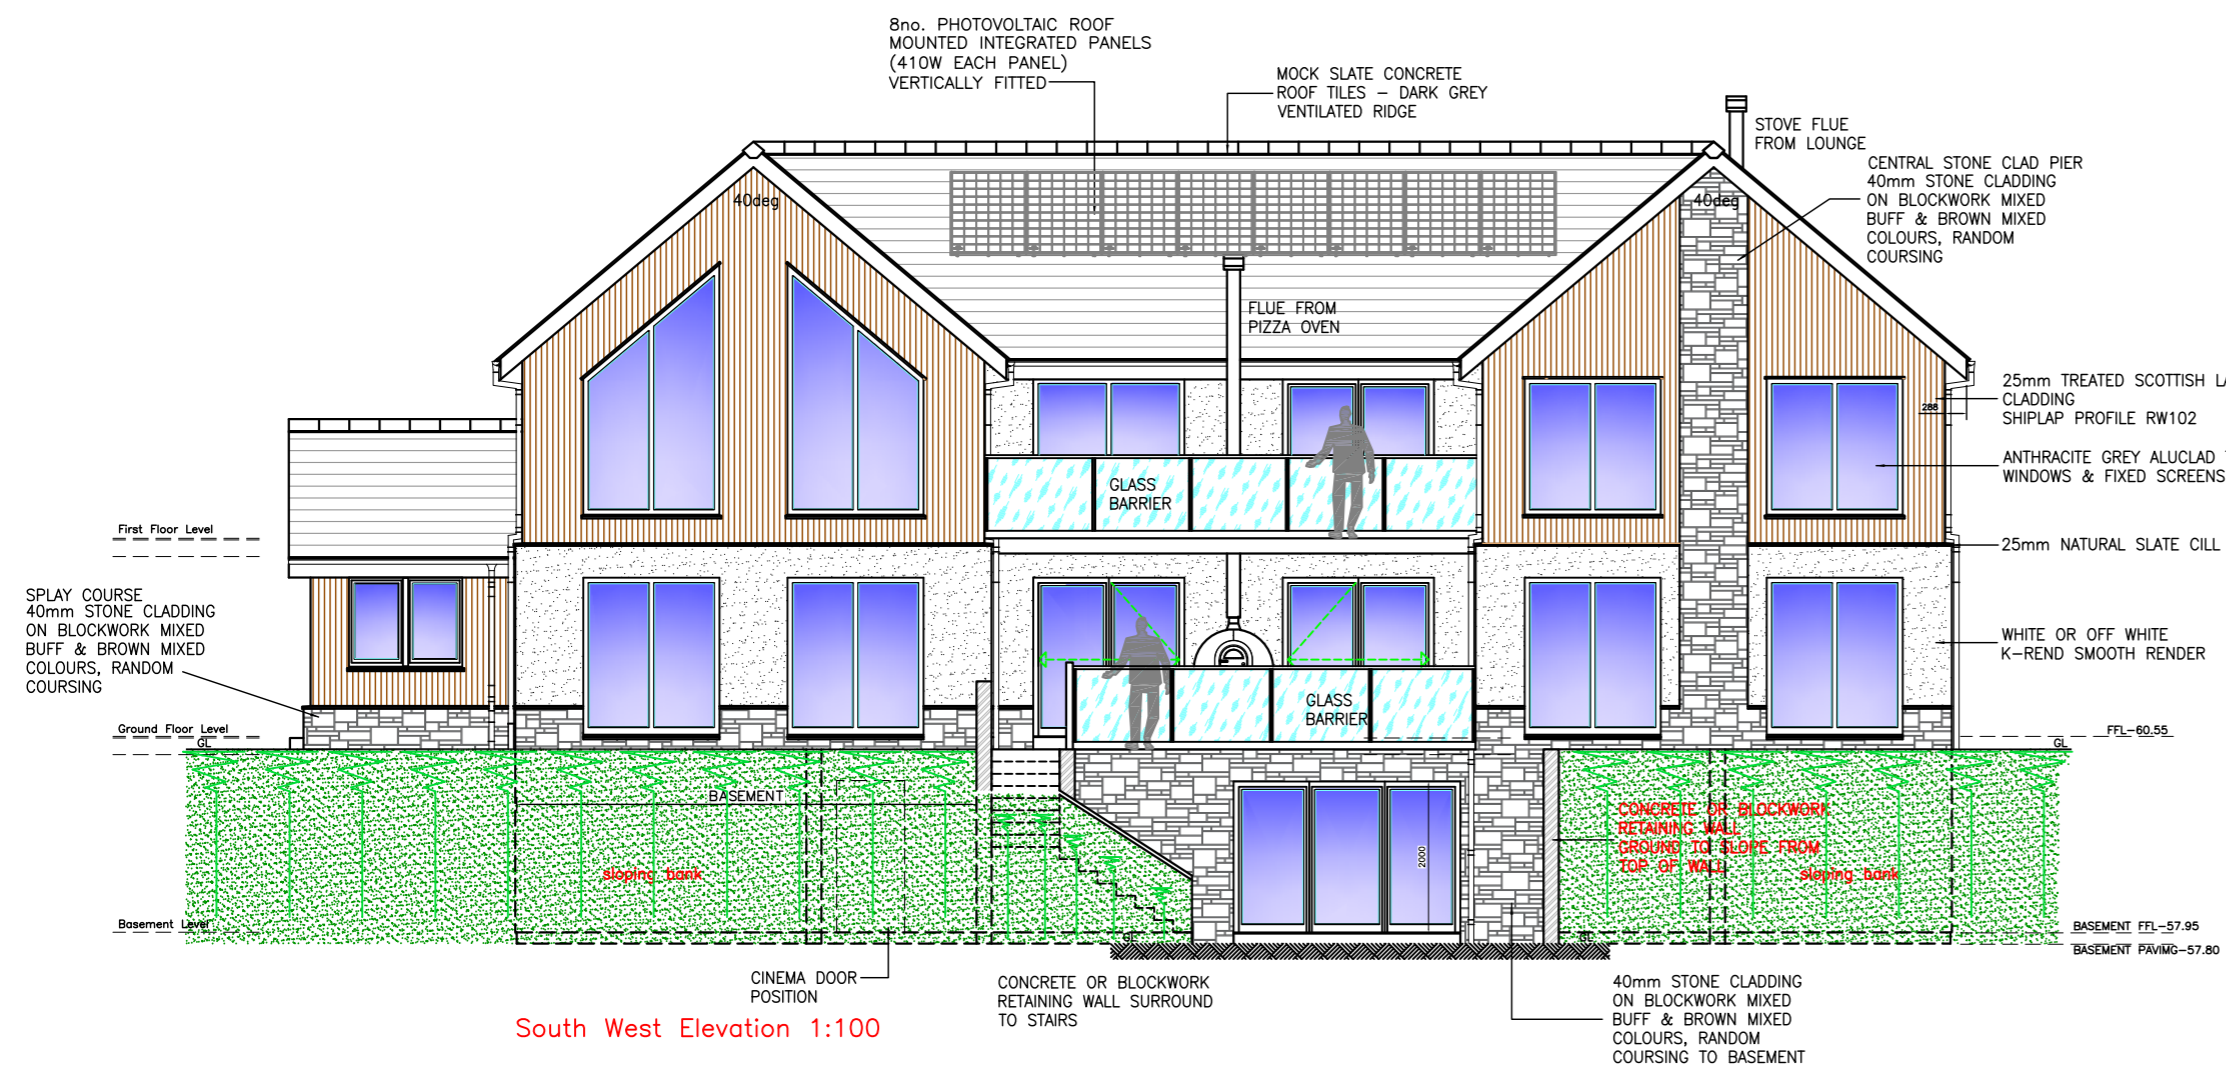 8no. PHOTOVOLTAIC ROOF
MOUNTED INTEGRATED PANELS
(410W EACH PANEL)
VERTICALLY FITTED
MOCK SLATE CONCRETE
ROOF TILES – DARK GREY
VENTILATED RIDGE
STOVE FLUE
FROM LOUNGE
CENTRAL STONE CLAD PIER
40mm STONE CLADDING
ON BLOCKWORK MIXED
BUFF & BROWN MIXED
COLOURS, RANDOM
COURSING
40deg
40deg
FLUE FROM
PIZZA OVEN
25mm TREATED SCOTTISH
CLADDING
SHIPLAP PROFILE RW102
288
ANTHRACITE GREY ALUCLAD
WINDOWS & FIXED SCREENS
GLASS
BARRIER
First Floor Level
25mm NATURAL SLATE CILL
SPLAY COURSE
40mm STONE CLADDING
ON BLOCKWORK MIXED
BUFF & BROWN MIXED
COLOURS, RANDOM
COURSING
WHITE OR OFF WHITE
K-REND SMOOTH RENDER
GLASS
BARRIER
Ground Floor Level
GL
FFL-60.55
GL
BASEMENT
CONCRETE OR BLOCKWORK
RETAINING WALL
GROUND TO SLOPE FROM
TOP OF WALL
2000
sloping bank
sloping bank
Basement Level
GL
GL
BASEMENT FFL-57.95
BASEMENT PAVIMG-57.80
CINEMA DOOR
POSITION
CONCRETE OR BLOCKWORK
RETAINING WALL SURROUND
TO STAIRS
40mm STONE CLADDING
ON BLOCKWORK MIXED
BUFF & BROWN MIXED
COLOURS, RANDOM
COURSING TO BASEMENT
South West Elevation 1:100